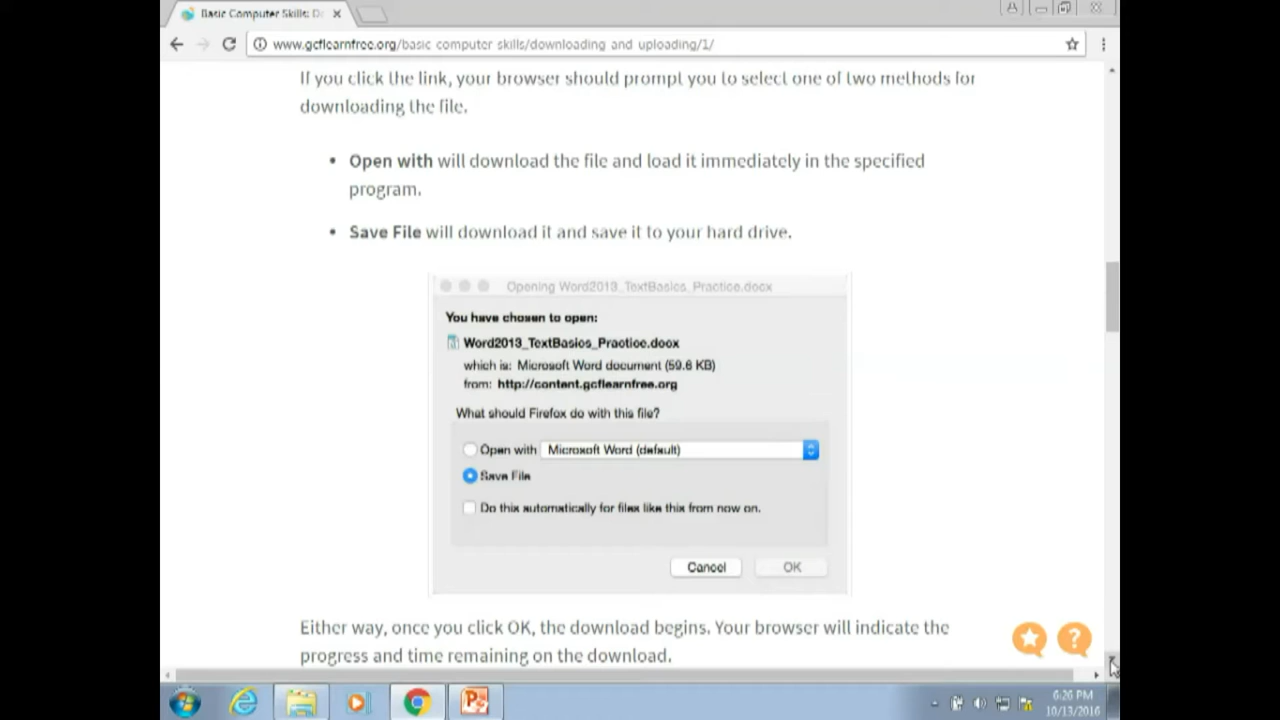 Basic Computer Skills: D
www.gcflearnfree.org/basic computer skills/downloading and uploading/1/
If you click the link, your browser should prompt you to select one of two methods for
downloading the file.
• Open with will download the file and load it immediately in the specified
program.
• Save File will download it and save it to your hard drive.
Opening Word2013_TextBasics_Practice.docx
You have chosen to open:
Word2013_TextBasics_Practice.docx
which is: Microsoft Word document (59.6 KB)
from: http://content.gcflearnfree.org
What should Firefox do with this file?
Open with Microsoft Word (default)
Save File
Do this automatically for files like this from now on.
Cancel OK
Either way, once you click OK, the download begins. Your browser will indicate the
progress and time remaining on the download.
6:26 PM
10/13/2016